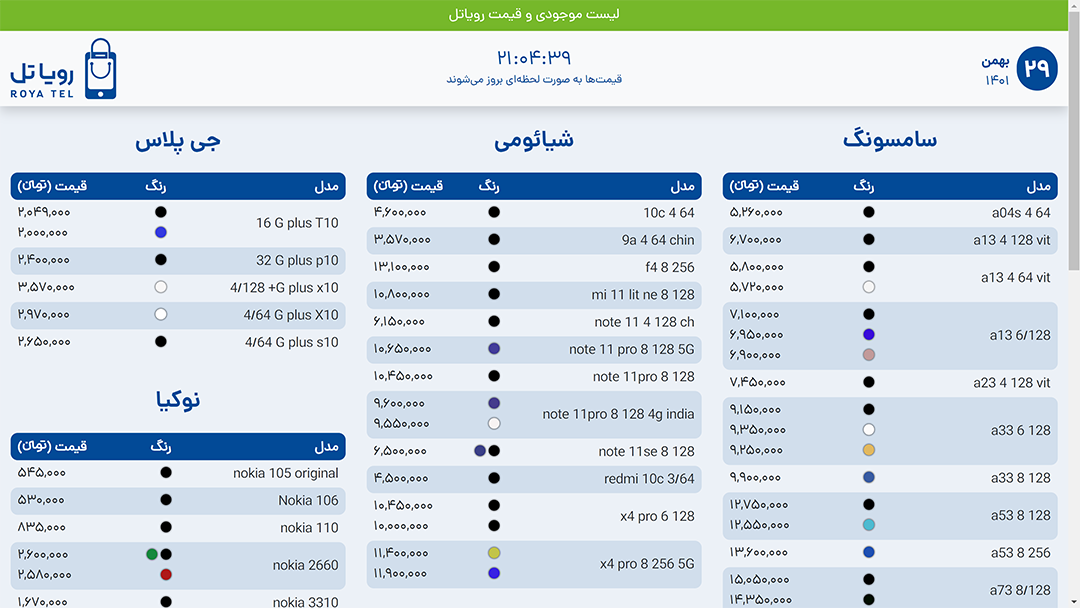 لیست موجودی و قیمت رویاتل
۲۹
بهمن
۱۴۰۱
۲۱:۰۴:۳۹
قیمت‌ها به صورت لحظه‌ای بروز می‌شوند
رویا تل
ROYA TEL
سامسونگ
مدل رنگ قیمت (تومان)
a04s 4 64 ۵,۲۶۰,۰۰۰
a13 4 128 vit ۶,۷۰۰,۰۰۰
a13 4 64 vit ۵,۸۰۰,۰۰۰
۵,۷۲۰,۰۰۰
a13 6/128 ۷,۱۰۰,۰۰۰
۶,۹۵۰,۰۰۰
۶,۹۰۰,۰۰۰
a23 4 128 vit ۷,۴۵۰,۰۰۰
a33 6 128 ۹,۱۵۰,۰۰۰
۹,۳۵۰,۰۰۰
۹,۲۵۰,۰۰۰
a33 8 128 ۹,۹۰۰,۰۰۰
a53 8 128 ۱۲,۷۵۰,۰۰۰
۱۲,۵۵۰,۰۰۰
a53 8 256 ۱۳,۶۰۰,۰۰۰
a73 8/128 ۱۵,۰۵۰,۰۰۰
۱۴,۳۵۰,۰۰۰
شیائومی
مدل رنگ قیمت (تومان)
10c 4 64 ۴,۶۰۰,۰۰۰
9a 4 64 chin ۳,۵۷۰,۰۰۰
f4 8 256 ۱۳,۱۰۰,۰۰۰
mi 11 lit ne 8 128 ۱۰,۸۰۰,۰۰۰
note 11 4 128 ch ۶,۱۵۰,۰۰۰
note 11 pro 8 128 5G ۱۰,۶۵۰,۰۰۰
note 11pro 8 128 ۱۰,۴۵۰,۰۰۰
note 11pro 8 128 4g india ۹,۶۰۰,۰۰۰
۹,۵۵۰,۰۰۰
note 11se 8 128 ۶,۵۰۰,۰۰۰
redmi 10c 3/64 ۴,۵۰۰,۰۰۰
x4 pro 6 128 ۱۰,۴۵۰,۰۰۰
۱۰,۰۰۰,۰۰۰
x4 pro 8 256 5G ۱۱,۴۰۰,۰۰۰
۱۱,۹۰۰,۰۰۰
جی پلاس
مدل رنگ قیمت (تومان)
16 G plus T10 ۲,۰۴۹,۰۰۰
۲,۰۰۰,۰۰۰
32 G plus p10 ۲,۴۰۰,۰۰۰
4/128 +G plus x10 ۳,۵۷۰,۰۰۰
4/64 G plus X10 ۲,۹۷۰,۰۰۰
4/64 G plus s10 ۲,۶۵۰,۰۰۰
نوکیا
مدل رنگ قیمت (تومان)
nokia 105 original ۵۴۵,۰۰۰
Nokia 106 ۵۳۰,۰۰۰
nokia 110 ۸۳۵,۰۰۰
nokia 2660 ۲,۶۰۰,۰۰۰
۲,۵۸۰,۰۰۰
nokia 3310 ۱,۶۷۰,۰۰۰